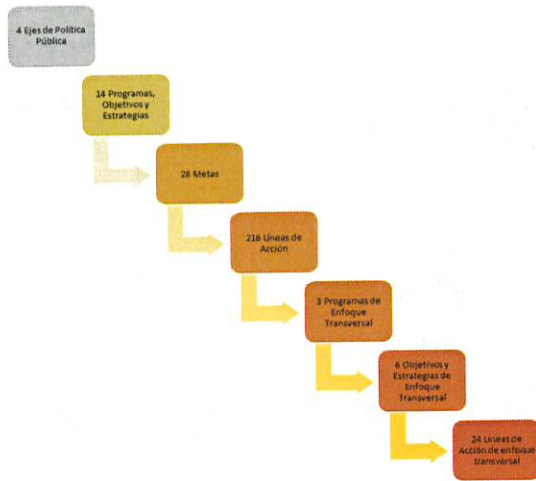 4 Ejes de Política
Pública
14 Programas,
Objetivos y
Estrategias
28 Metas
216 Líneas de
Acción
3 Programas de
Enfoque
Transversal
6 Objetivos y
Estrategias de
Enfoque
Transversal
24 Líneas de
Acción de enfoque
transversal